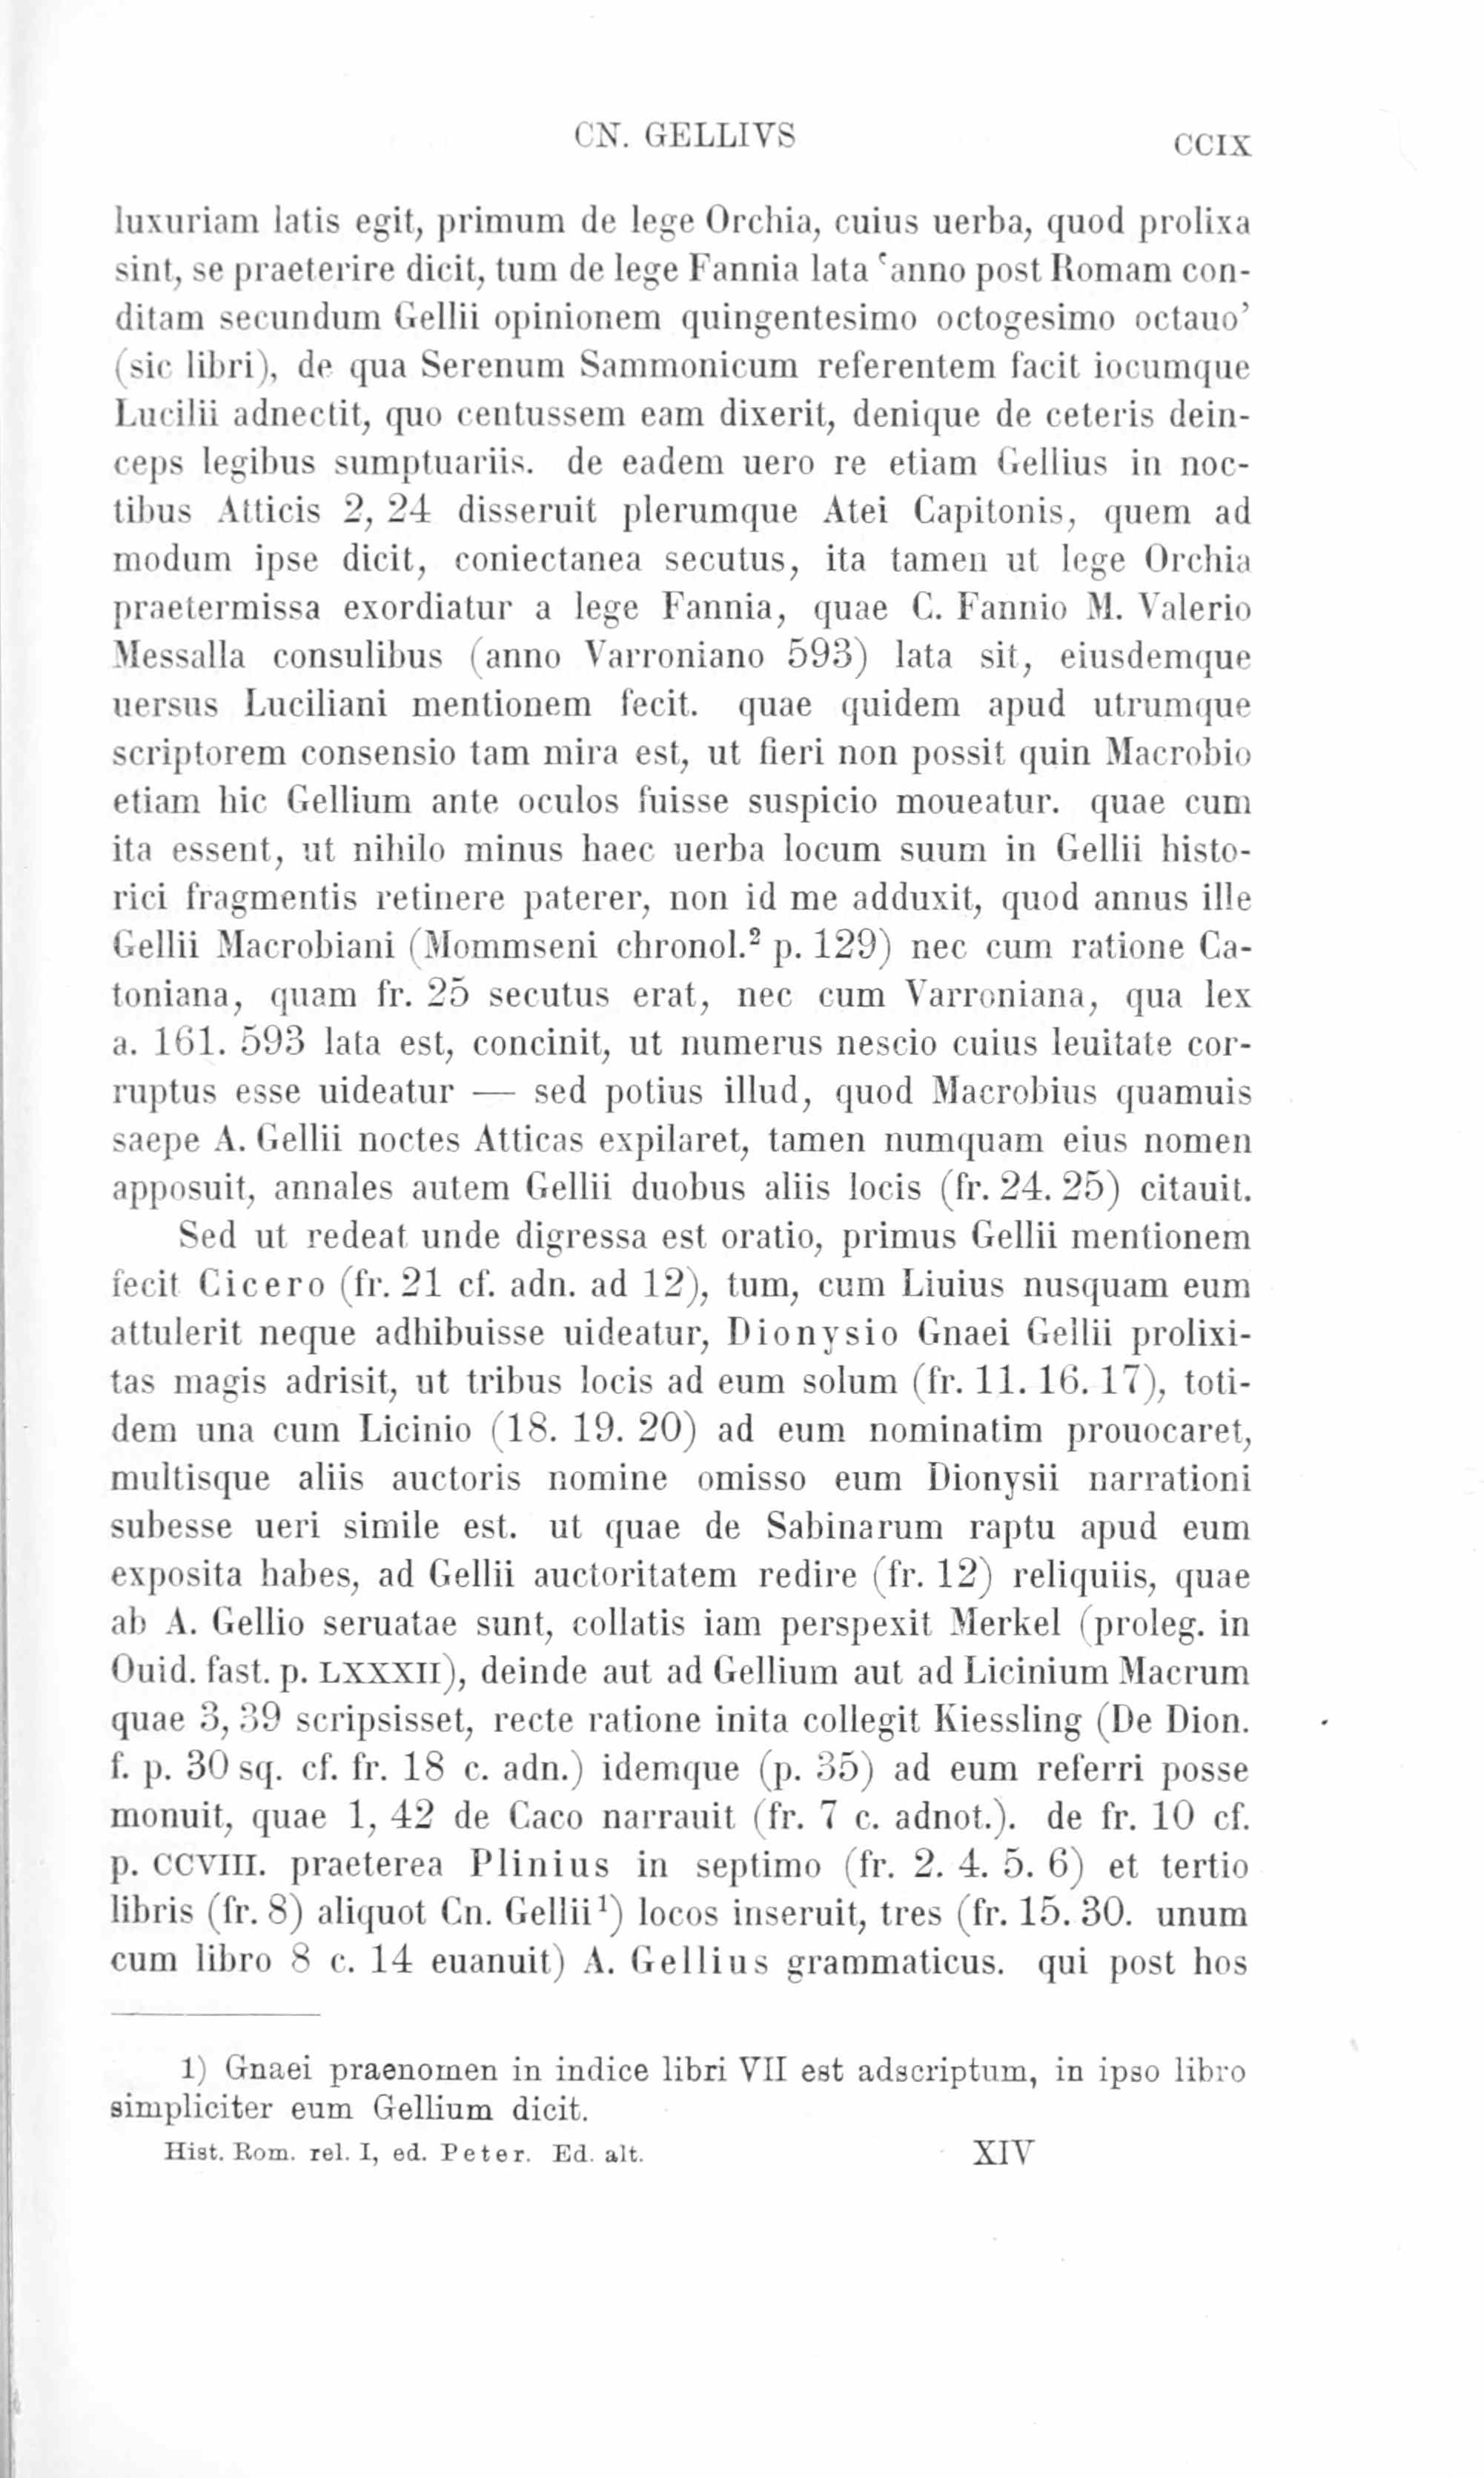 CN. GELLIVS CCIX
luxuriam latis egit, primum de lege Orchia, cuius uerba, quod prolixa
sint, se praeterire dicit, tum de lege Fannia lata ‘anno post Romam con-
ditam secundum Gellii opinionem quingentesimo octogesimo octauo’
(sic libri), de qua Serenum Sammonicum referentem facit iocumque
Lucilii adnectit, quo centussem eam dixerit, denique de ceteris dein-
ceps legibus sumptuariis. de eadem uero re etiam Gellius in noc-
tibus Atticis 2, 24 disseruit plerumque Atei Capitonis, quem ad
modum ipse dicit, coniectanea secutus, ita tamen ut lege Orchia
praetermissa exordiatur a lege Fannia, quae C. Fannio M. Valerio
Messalla consulibus (anno Varroniano 593) lata sit, eiusdemque
uersus Luciliani mentionem fecit. quae quidem apud utrumque
scriptorem consensio tam mira est, ut fieri non possit quin Macrobio
etiam hic Gellium ante oculos fuisse suspicio moueatur. quae cum
ita essent, ut nihilo minus haec uerba locum suum in Gellii histo-
rici fragmentis retinere paterer, non id me adduxit, quod annus ille
Gellii Macrobiani (Mommseni chronol.² p. 129) nec cum ratione Ca-
toniana, quam fr. 25 secutus erat, nec cum Varroniana, qua lex
a. 161. 593 lata est, concinit, ut numerus nescio cuius leuitate cor-
ruptus esse uideatur — sed potius illud, quod Macrobius quamuis
saepe A. Gellii noctes Atticas expilaret, tamen numquam eius nomen
apposuit, annales autem Gellii duobus aliis locis (fr. 24. 25) citauit.
Sed ut redeat unde digressa est oratio, primus Gellii mentionem
fecit Cicero (fr. 21 cf. adn. ad 12), tum, cum Liuius nusquam eum
attulerit neque adhibuisse uideatur, Dionysio Gnaei Gellii prolixi-
tas magis adrisit, ut tribus locis ad eum solum (fr. 11. 16. 17), toti-
dem una cum Licinio (18. 19. 20) ad eum nominatim prouocaret,
multisque aliis auctoris nomine omisso eum Dionysii narrationi
subesse ueri simile est. ut quae de Sabinarum raptu apud eum
exposita habes, ad Gellii auctoritatem redire (fr. 12) reliquiis, quae
ab A. Gellio seruatae sunt, collatis iam perspexit Merkel (proleg. in
Ouid. fast. p. LXXXII), deinde aut ad Gellium aut ad Licinium Macrum
quae 3, 39 scripsisset, recte ratione inita collegit Kiessling (De Dion.
f. p. 30 sq. cf. fr. 18 c. adn.) idemque (p. 35) ad eum referri posse
monuit, quae 1, 42 de Caco narrauit (fr. 7 c. adnot.). de fr. 10 cf.
p. CCVIII. praeterea Plinius in septimo (fr. 2. 4. 5. 6) et tertio
libris (fr. 8) aliquot Cn. Gellii¹) locos inseruit, tres (fr. 15. 30. unum
cum libro 8 c. 14 euanuit) A. Gellius grammaticus. qui post hos
1) Gnaei praenomen in indice libri VII est adscriptum, in ipso libro
simpliciter eum Gellium dicit.
Hist. Rom. rel. I, ed. Peter. Ed. alt. XIV